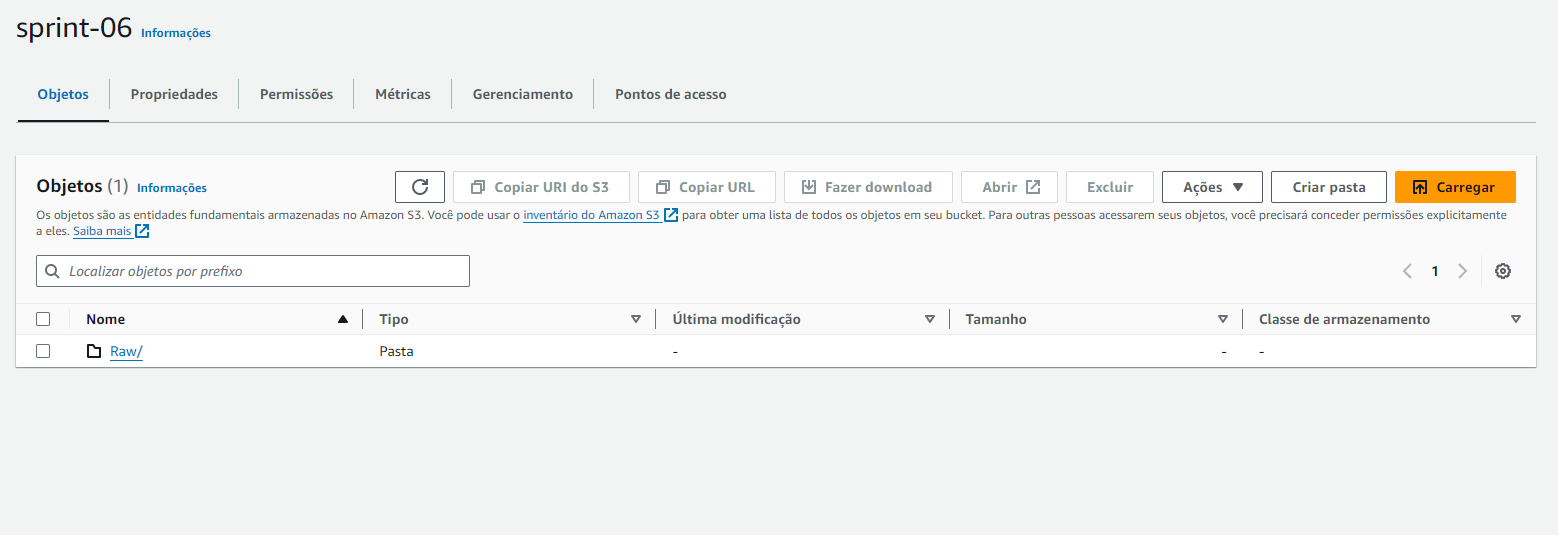 sprint-06 Informações
Objetos Propriedades Permissões Métricas Gerenciamento Pontos de acesso
Objetos (1) Informações Copiar URI do S3 Copiar URL Fazer download Abrir Excluir Ações Criar pasta Carregar
Os objetos são as entidades fundamentais armazenadas no Amazon S3. Você pode usar o inventário do Amazon S3 para obter uma lista de todos os objetos em seu bucket. Para outras pessoas acessarem seus objetos, você precisará conceder permissões explicitamente
a eles. Saiba mais
Localizar objetos por prefixo 1
Nome Tipo Última modificação Tamanho Classe de armazenamento
Raw/ Pasta - - -